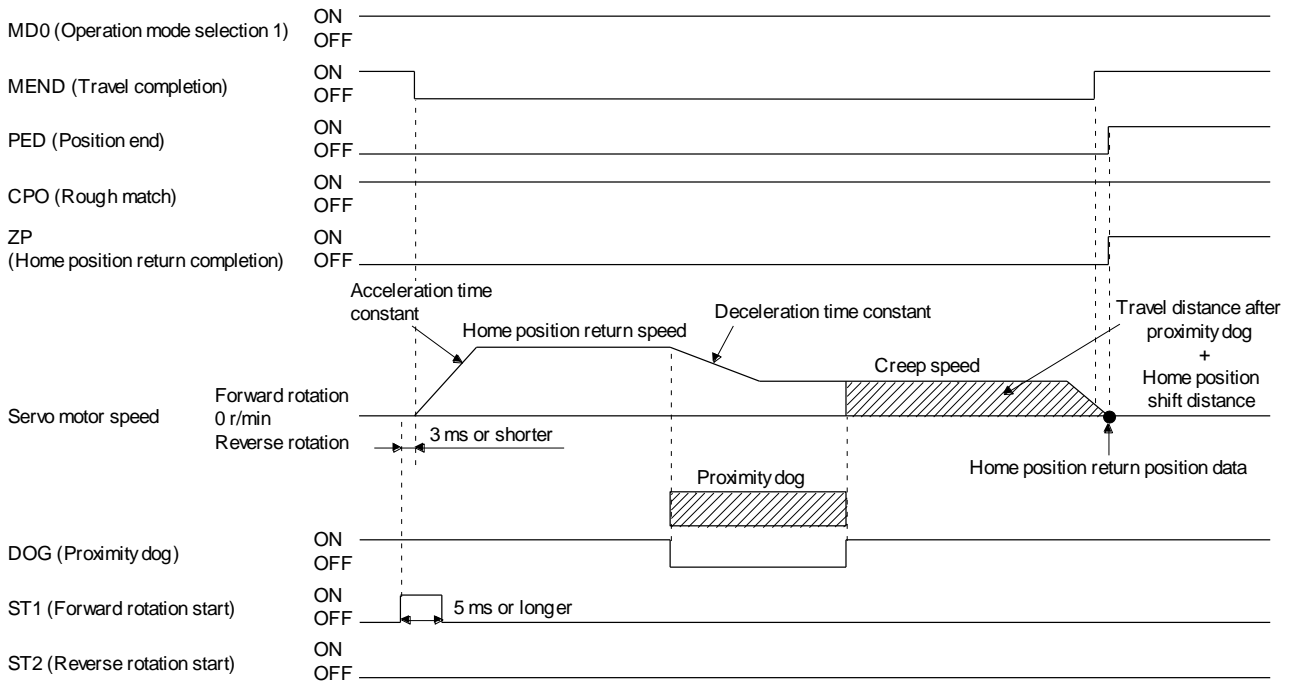 MD0 (Operation mode selection 1)
ON
OFF
MEND (Travel completion)
ON
OFF
PED (Position end)
ON
OFF
CPO (Rough match)
ON
OFF
ZP
(Home position return completion)
ON
OFF
Acceleration time
constant
Home position return speed
Deceleration time constant
Creep speed
Travel distance after
proximity dog
+
Home position
shift distance
Servo motor speed
Forward rotation
0 r/min
Reverse rotation
3 ms or shorter
Home position return position data
Proximity dog
DOG (Proximity dog)
ON
OFF
ST1 (Forward rotation start)
ON
OFF
5 ms or longer
ST2 (Reverse rotation start)
ON
OFF